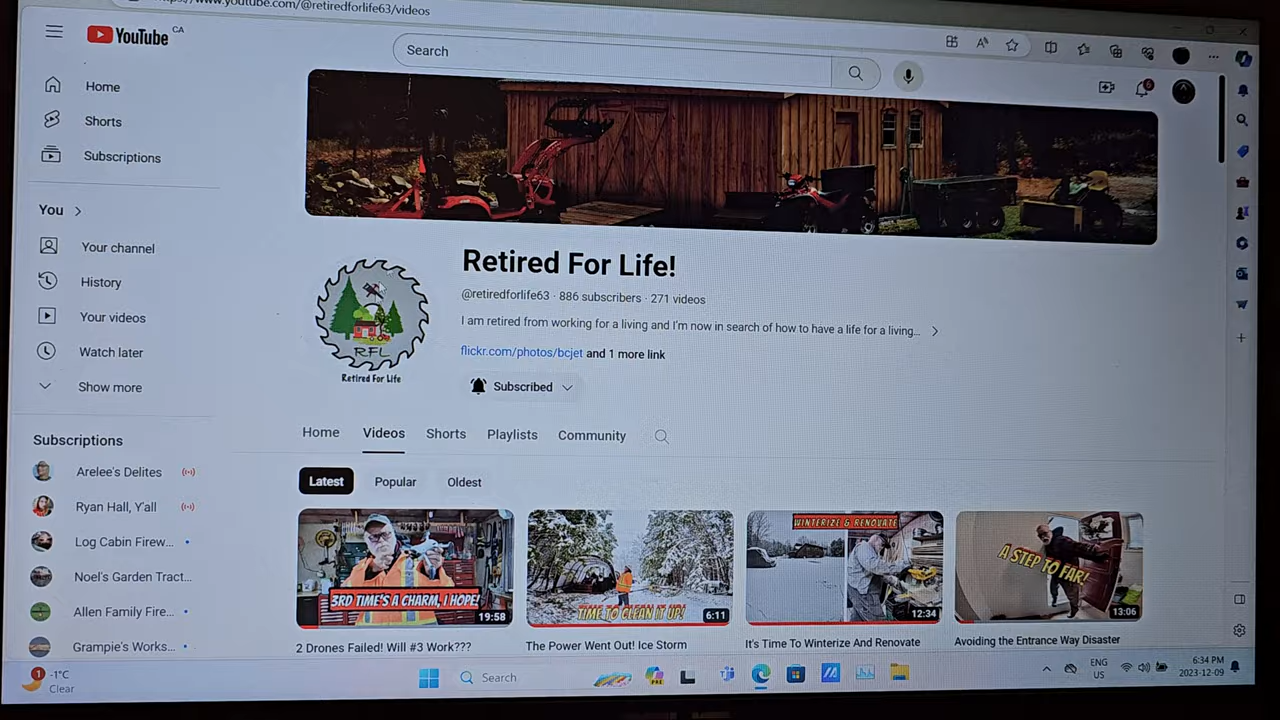 www.youtube.com/@retiredforlife63/videos
YouTube CA
Search
Home
Shorts
Subscriptions
You
Your channel
History
Your videos
Watch later
Show more
Subscriptions
Arelee's Delites
Ryan Hall, Y'all
Log Cabin Firew...
Noel's Garden Tract...
Allen Family Fire...
Grampie's Works...
RFL
Retired For Life
Retired For Life!
@retiredforlife63 · 886 subscribers · 271 videos
I am retired from working for a living and I'm now in search of how to have a life for a living...
flickr.com/photos/bcjet and 1 more link
Subscribed
Home Videos Shorts Playlists Community
Latest Popular Oldest
3RD TIME'S A CHARM, I HOPE!
19:58
2 Drones Failed! Will #3 Work???
TIME TO CLEAN IT UP!
6:11
The Power Went Out! Ice Storm
WINTERIZE & RENOVATE
12:34
It's Time To Winterize And Renovate
A STEP TO FAR!
13:06
Avoiding the Entrance Way Disaster
1
-1°C
Clear
Search
PRE
ENG
US
6:34 PM
2023-12-09